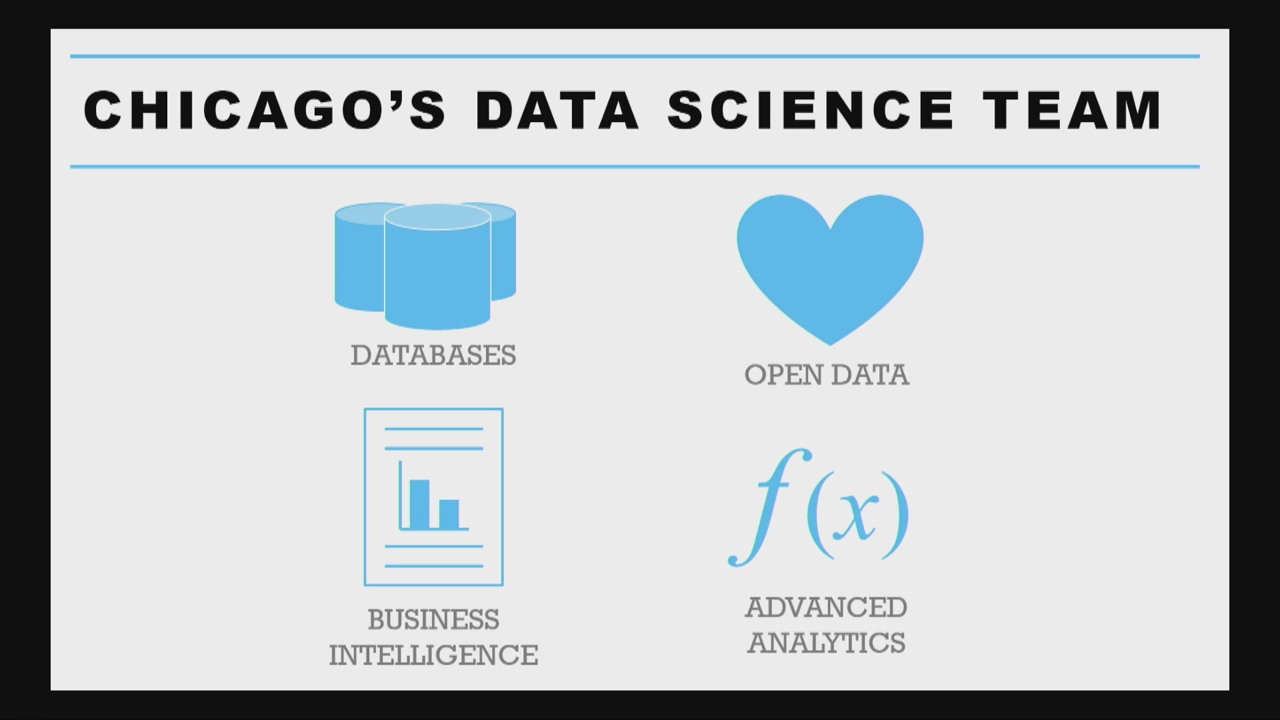 CHICAGO’S DATA SCIENCE TEAM
DATABASES
OPEN DATA
BUSINESS
INTELLIGENCE
f(x)
ADVANCED
ANALYTICS